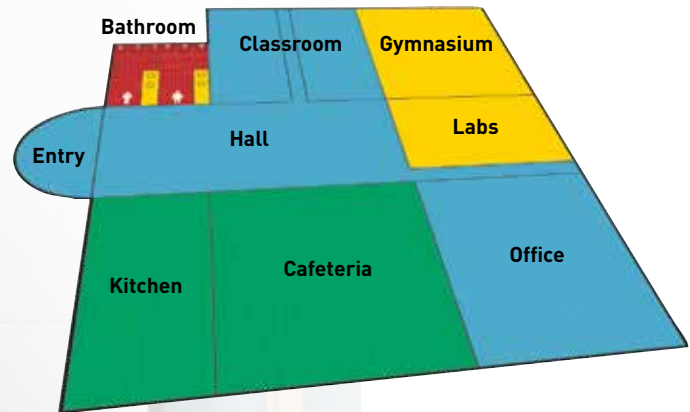 Bathroom
Classroom
Gymnasium
Entry
Hall
Labs
Kitchen
Cafeteria
Office